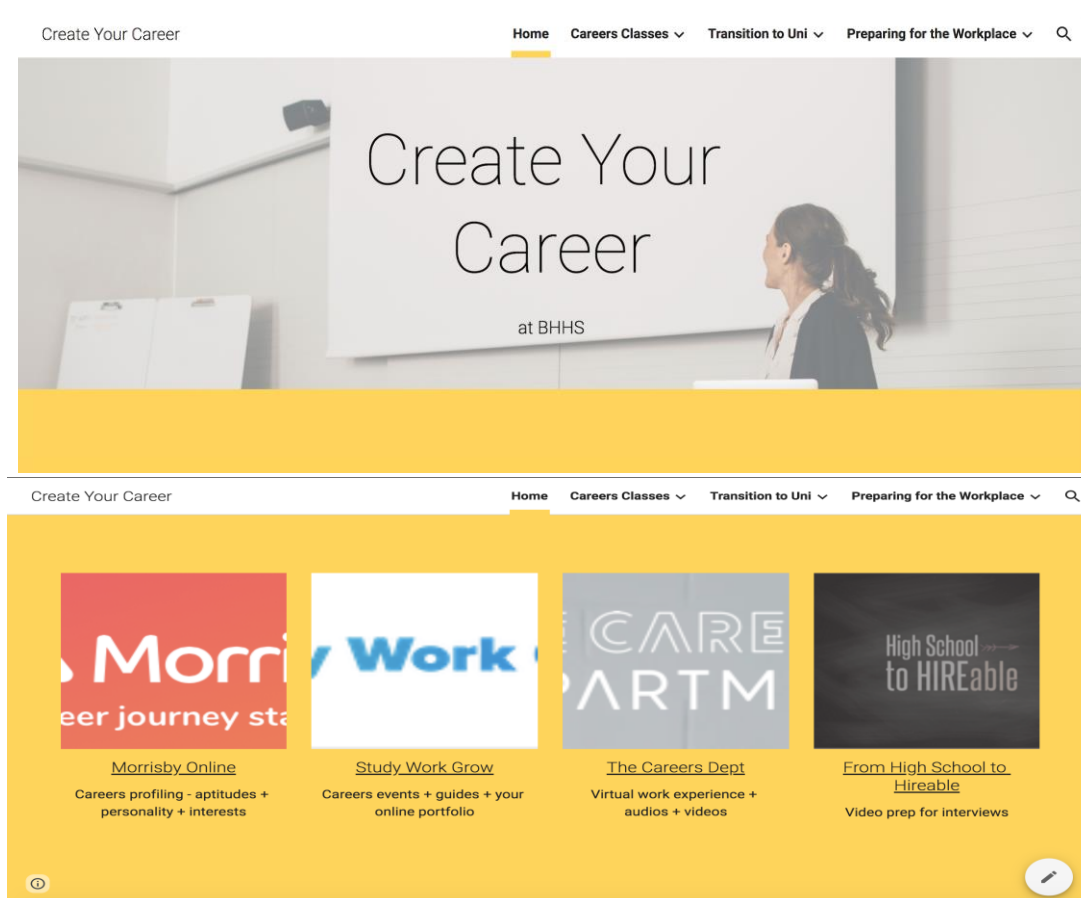 Create Your Career
Home Careers Classes Transition to Uni Preparing for the Workplace
Create Your
Career
at BHHS
Create Your Career
Home Careers Classes Transition to Uni Preparing for the Workplace
Morri
eer journey sta
y Work
E CARE
PARTM
High School
to HIREable
Morrisby Online
Careers profiling - aptitudes +
personality + interests
Study Work Grow
Careers events + guides + your
online portfolio
The Careers Dept
Virtual work experience +
audios + videos
From High School to
Hireable
Video prep for interviews